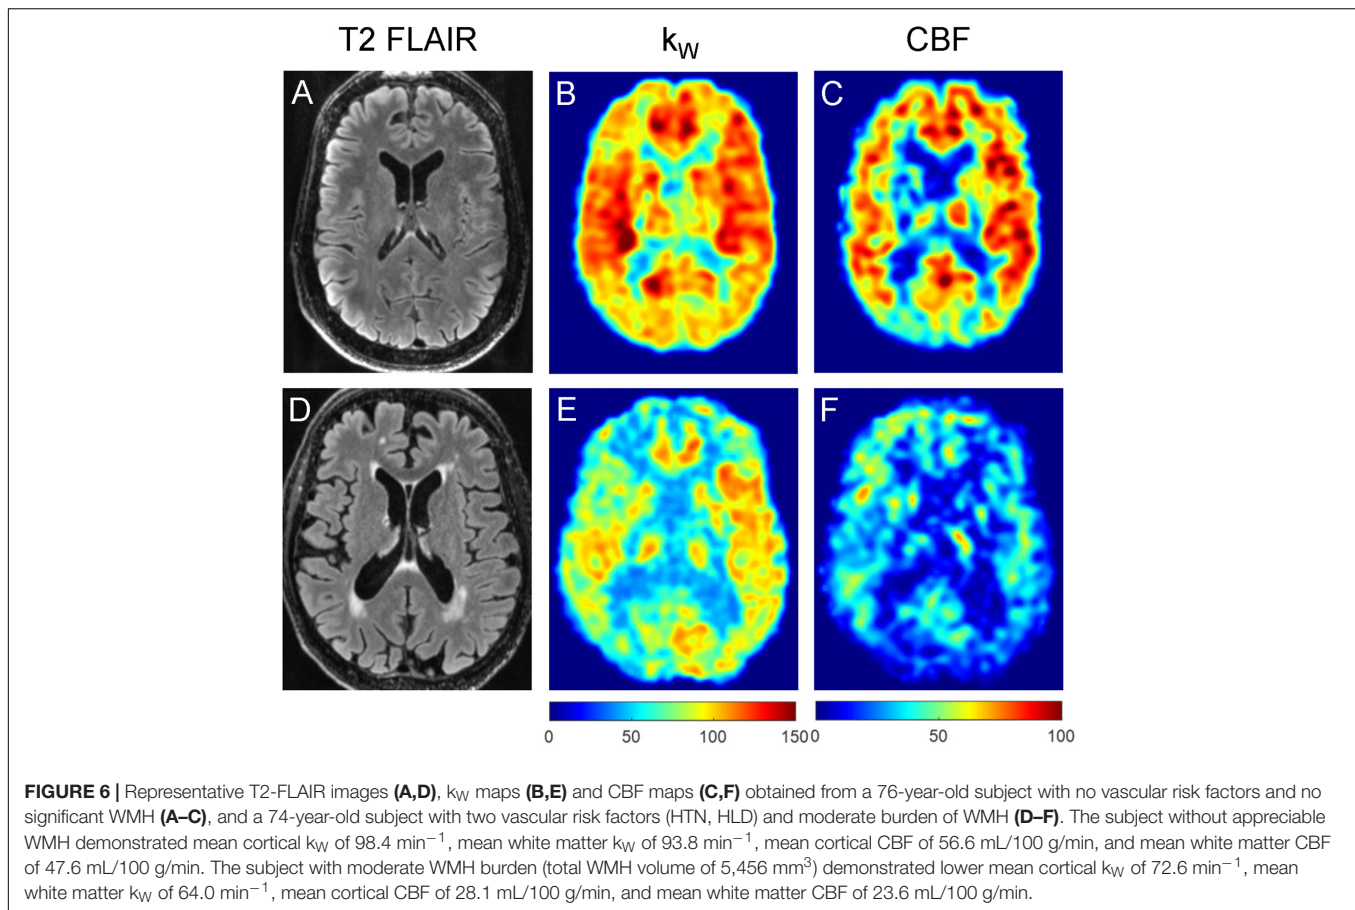 T2 FLAIR k_W CBF
A B C
D E F
0 50 100 150 0 50 100
FIGURE 6 | Representative T2-FLAIR images (A,D), k_W maps (B,E) and CBF maps (C,F) obtained from a 76-year-old subject with no vascular risk factors and no
significant WMH (A–C), and a 74-year-old subject with two vascular risk factors (HTN, HLD) and moderate burden of WMH (D–F). The subject without appreciable
WMH demonstrated mean cortical k_W of 98.4 min⁻¹, mean white matter k_W of 93.8 min⁻¹, mean cortical CBF of 56.6 mL/100 g/min, and mean white matter CBF
of 47.6 mL/100 g/min. The subject with moderate WMH burden (total WMH volume of 5,456 mm³) demonstrated lower mean cortical k_W of 72.6 min⁻¹, mean
white matter k_W of 64.0 min⁻¹, mean cortical CBF of 28.1 mL/100 g/min, and mean white matter CBF of 23.6 mL/100 g/min.